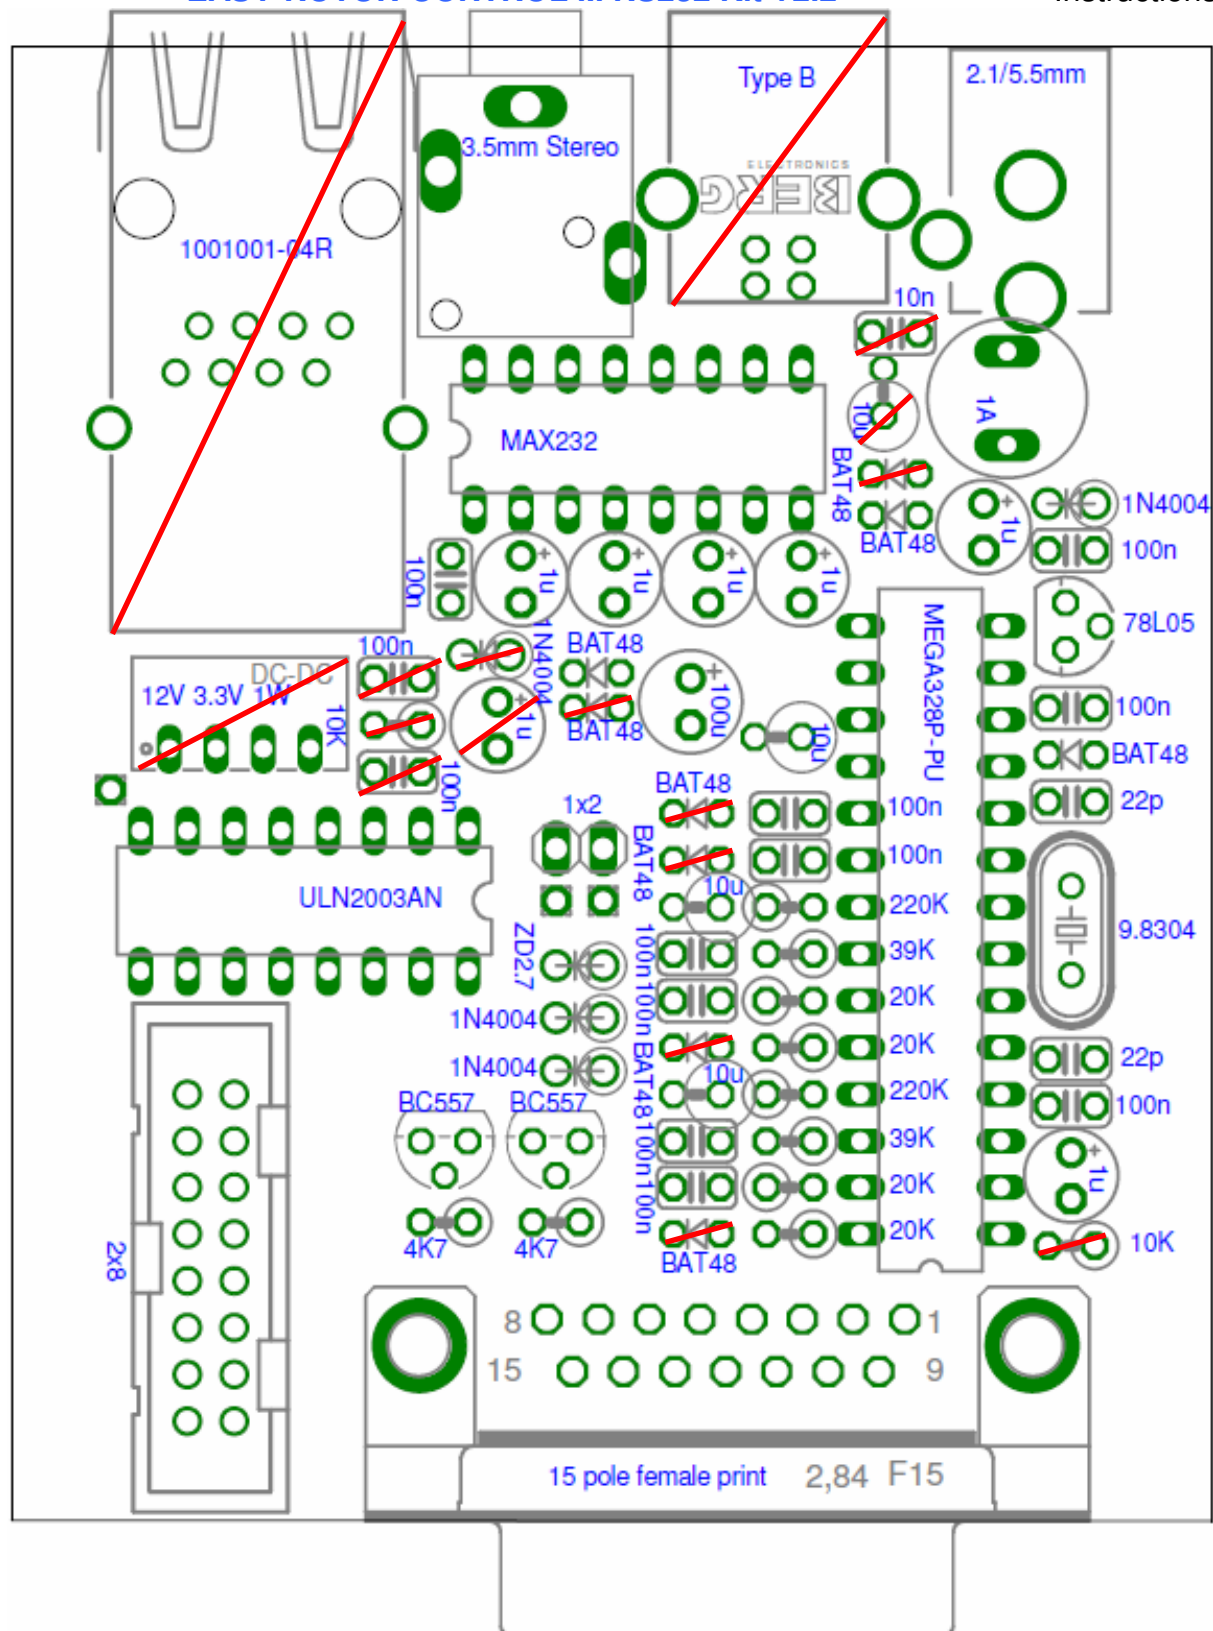 Instructions
Type B
2.1/5.5mm
3.5mm Stereo
ELECTRONICS
BERG
1001001-04R
10n
10u
1A
MAX232
BAT48
BAT48
1N4004
100n
1u
100n
1u
1u
1u
1u
MEGA328P-PU
78L05
100n
1N4004
BAT48
DC-DC
12V 3.3V 1W
10K
1u
BAT48
100u
10u
100n
100n
BAT48
BAT48
22p
1x2
BAT48
100n
100n
10u
220K
ULN2003AN
ZD2.7
100n
39K
9.8304
100n
20K
1N4004
BAT48
20K
22p
1N4004
10u
220K
100n
BC557
BC557
100n
39K
1u
100n
20K
4K7
4K7
BAT48
20K
10K
2x8
8
1
15
9
15 pole female print
2,84
F15